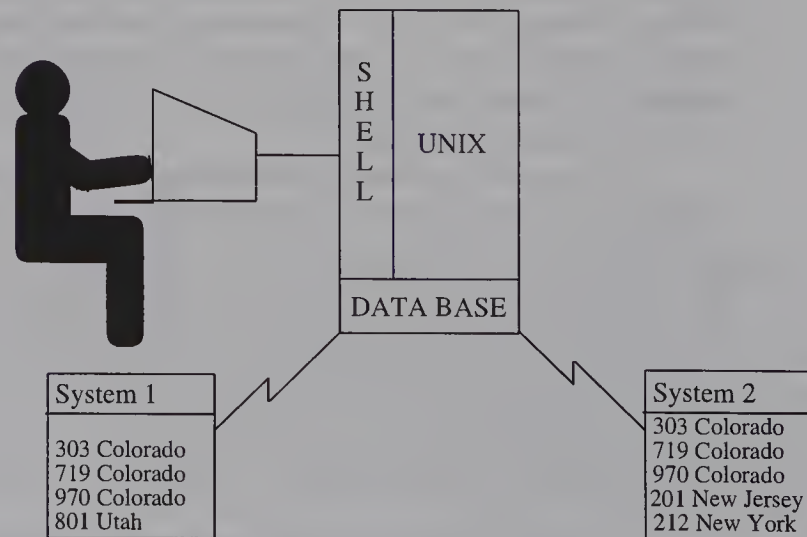 SHELL
UNIX
DATA BASE
System 1
303 Colorado
719 Colorado
970 Colorado
801 Utah
System 2
303 Colorado
719 Colorado
970 Colorado
201 New Jersey
212 New York